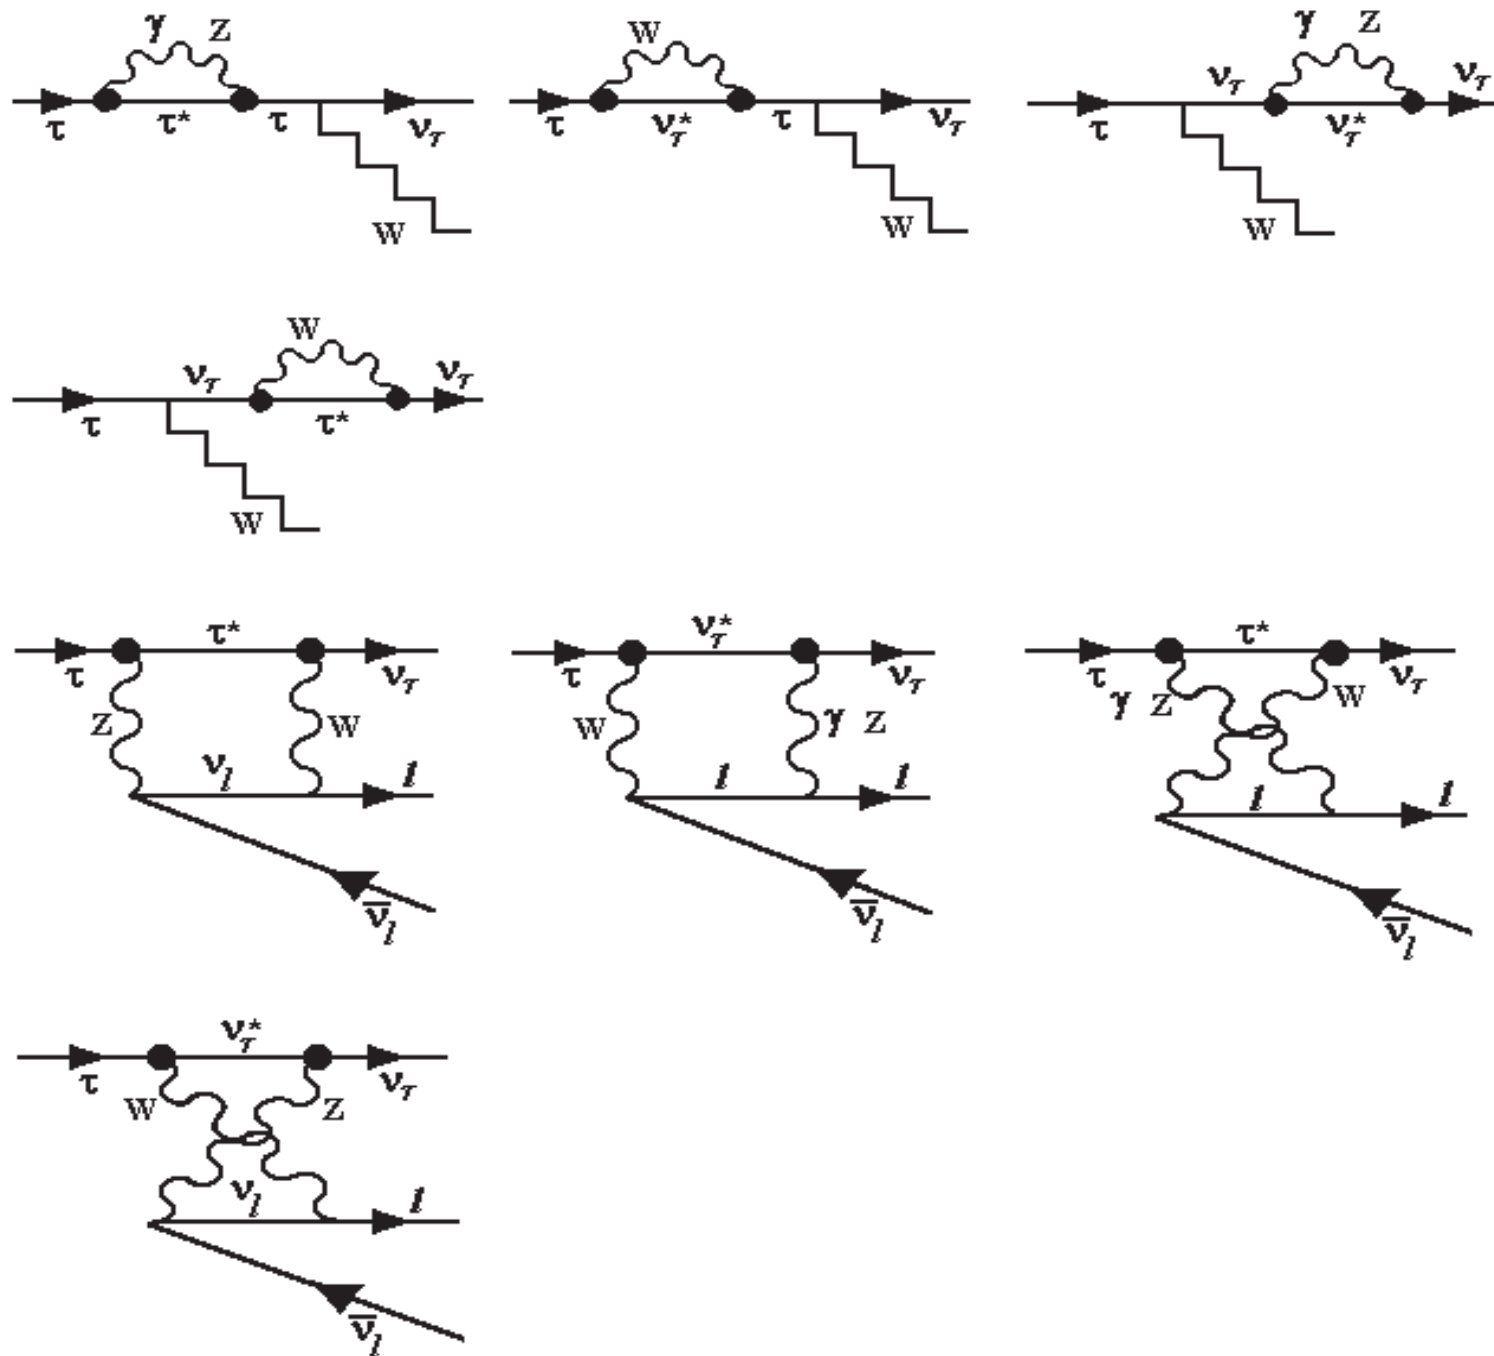 γ Z W γ Z
τ τ* τ ν_τ τ ν_τ* τ ν_τ τ ν_τ ν_τ* ν_τ
W W W
W
τ ν_τ τ* ν_τ
W
τ τ* ν_τ τ ν_τ* ν_τ τ τ* ν_τ
Z W W γ Z γ Z W
ν_l l l l l l
ν̅_l ν̅_l ν̅_l
τ ν_τ* ν_τ
W Z
ν_l l
ν̅_l